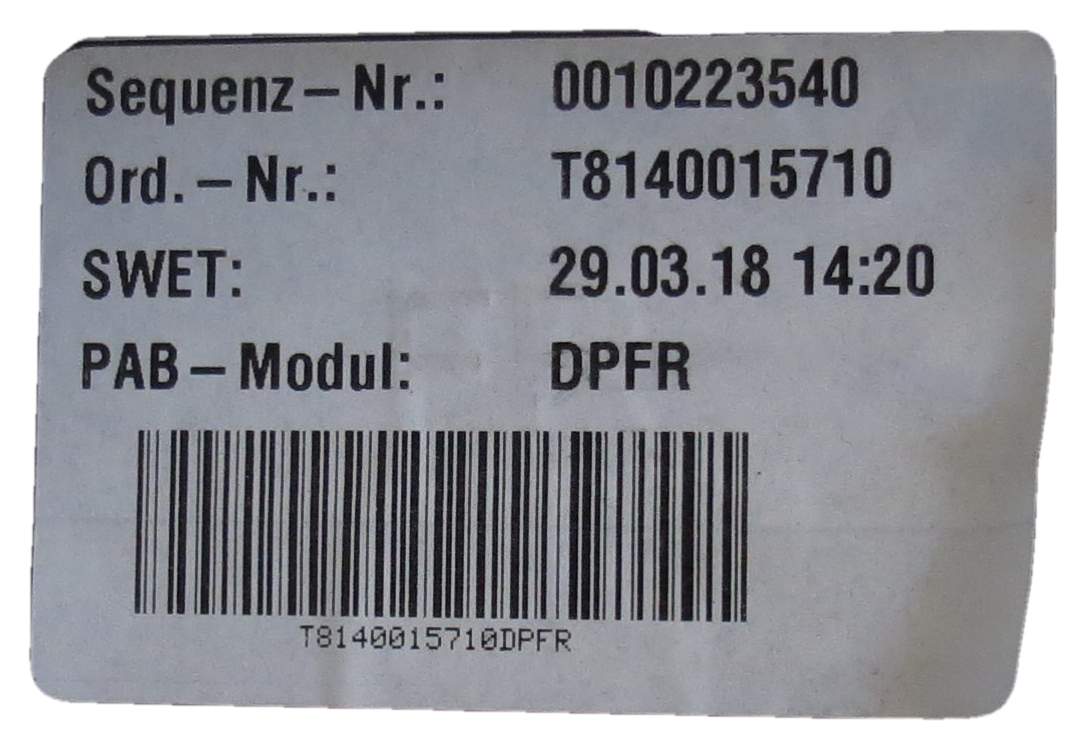 Sequenz-Nr.: 0010223540
Ord.-Nr.: T8140015710
SWET: 29.03.18 14:20
PAB-Modul: DPFR
T8140015710DPFR